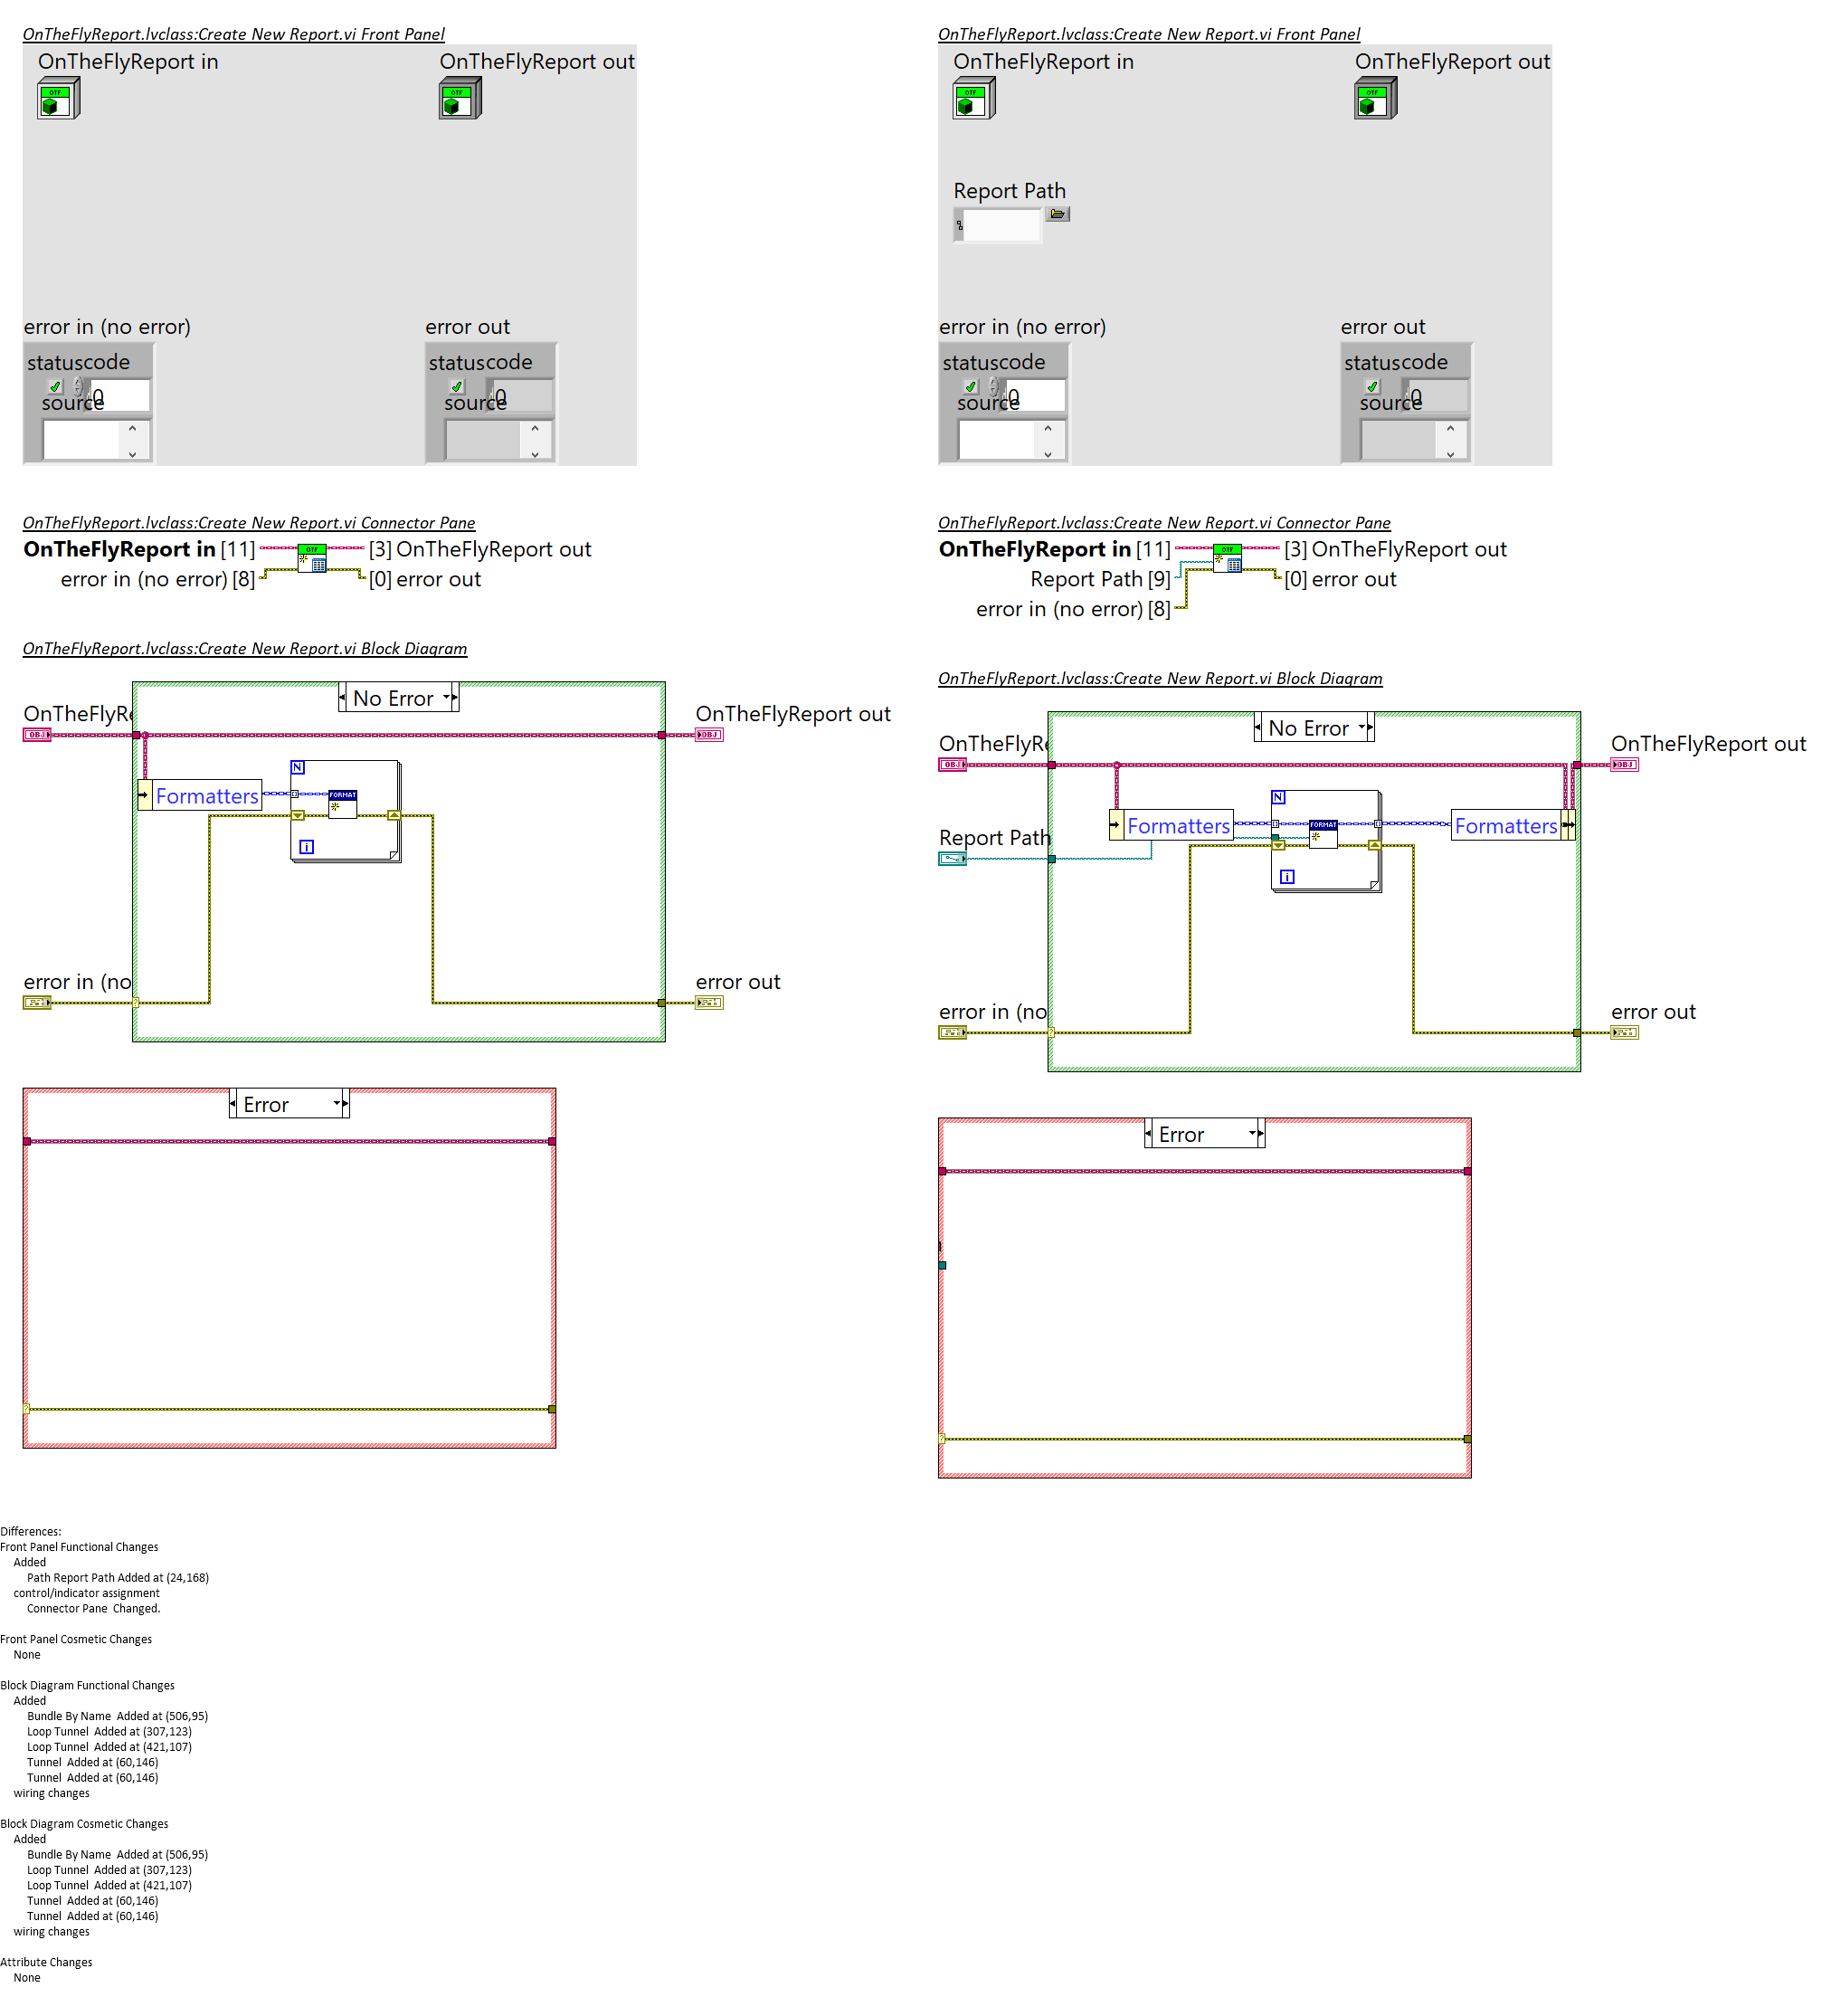 OnTheFlyReport.lvclass:Create New Report.vi Front Panel
OnTheFlyReport in
OnTheFlyReport out
OTF
OTF
error in (no error)
error out
status code
0
source
status code
0
source
OnTheFlyReport.lvclass:Create New Report.vi Connector Pane
OnTheFlyReport in [11]
OTF
[3] OnTheFlyReport out
error in (no error) [8]
[0] error out
OnTheFlyReport.lvclass:Create New Report.vi Block Diagram
No Error
OnTheFlyRe
OnTheFlyReport out
OBJ
OBJ
N
Formatters
FORMAT
i
error in (no
error out
?
Error
?
OnTheFlyReport.lvclass:Create New Report.vi Front Panel
OnTheFlyReport in
OnTheFlyReport out
OTF
OTF
Report Path
error in (no error)
error out
status code
0
source
status code
0
source
OnTheFlyReport.lvclass:Create New Report.vi Connector Pane
OnTheFlyReport in [11]
OTF
[3] OnTheFlyReport out
Report Path [9]
[0] error out
error in (no error) [8]
OnTheFlyReport.lvclass:Create New Report.vi Block Diagram
No Error
OnTheFlyRe
OnTheFlyReport out
OBJ
OBJ
N
Formatters
FORMAT
Formatters
Report Path
i
error in (no
error out
?
Error
?
Differences:
Front Panel Functional Changes
Added
Path Report Path Added at (24,168)
control/indicator assignment
Connector Pane  Changed.
Front Panel Cosmetic Changes
None
Block Diagram Functional Changes
Added
Bundle By Name  Added at (506,95)
Loop Tunnel  Added at (307,123)
Loop Tunnel  Added at (421,107)
Tunnel  Added at (60,146)
Tunnel  Added at (60,146)
wiring changes
Block Diagram Cosmetic Changes
Added
Bundle By Name  Added at (506,95)
Loop Tunnel  Added at (307,123)
Loop Tunnel  Added at (421,107)
Tunnel  Added at (60,146)
Tunnel  Added at (60,146)
wiring changes
Attribute Changes
None